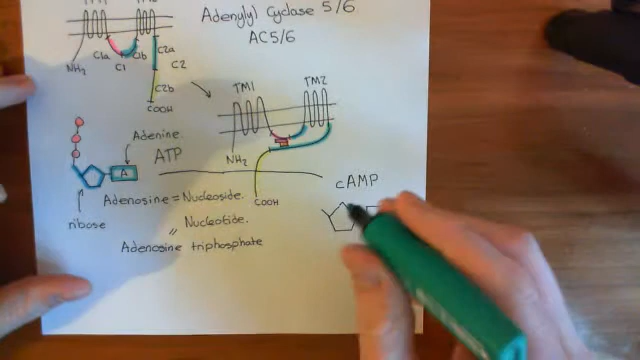 Adenylyl Cyclase 5/6
AC5/6
C1a
C1b
C1
C2a
C2
C2b
NH2
COOH
TM1
TM2
NH2
COOH
Adenine
A
ATP
ribose
Adenosine = Nucleoside.
Nucleotide.
"
Adenosine triphosphate
cAMP